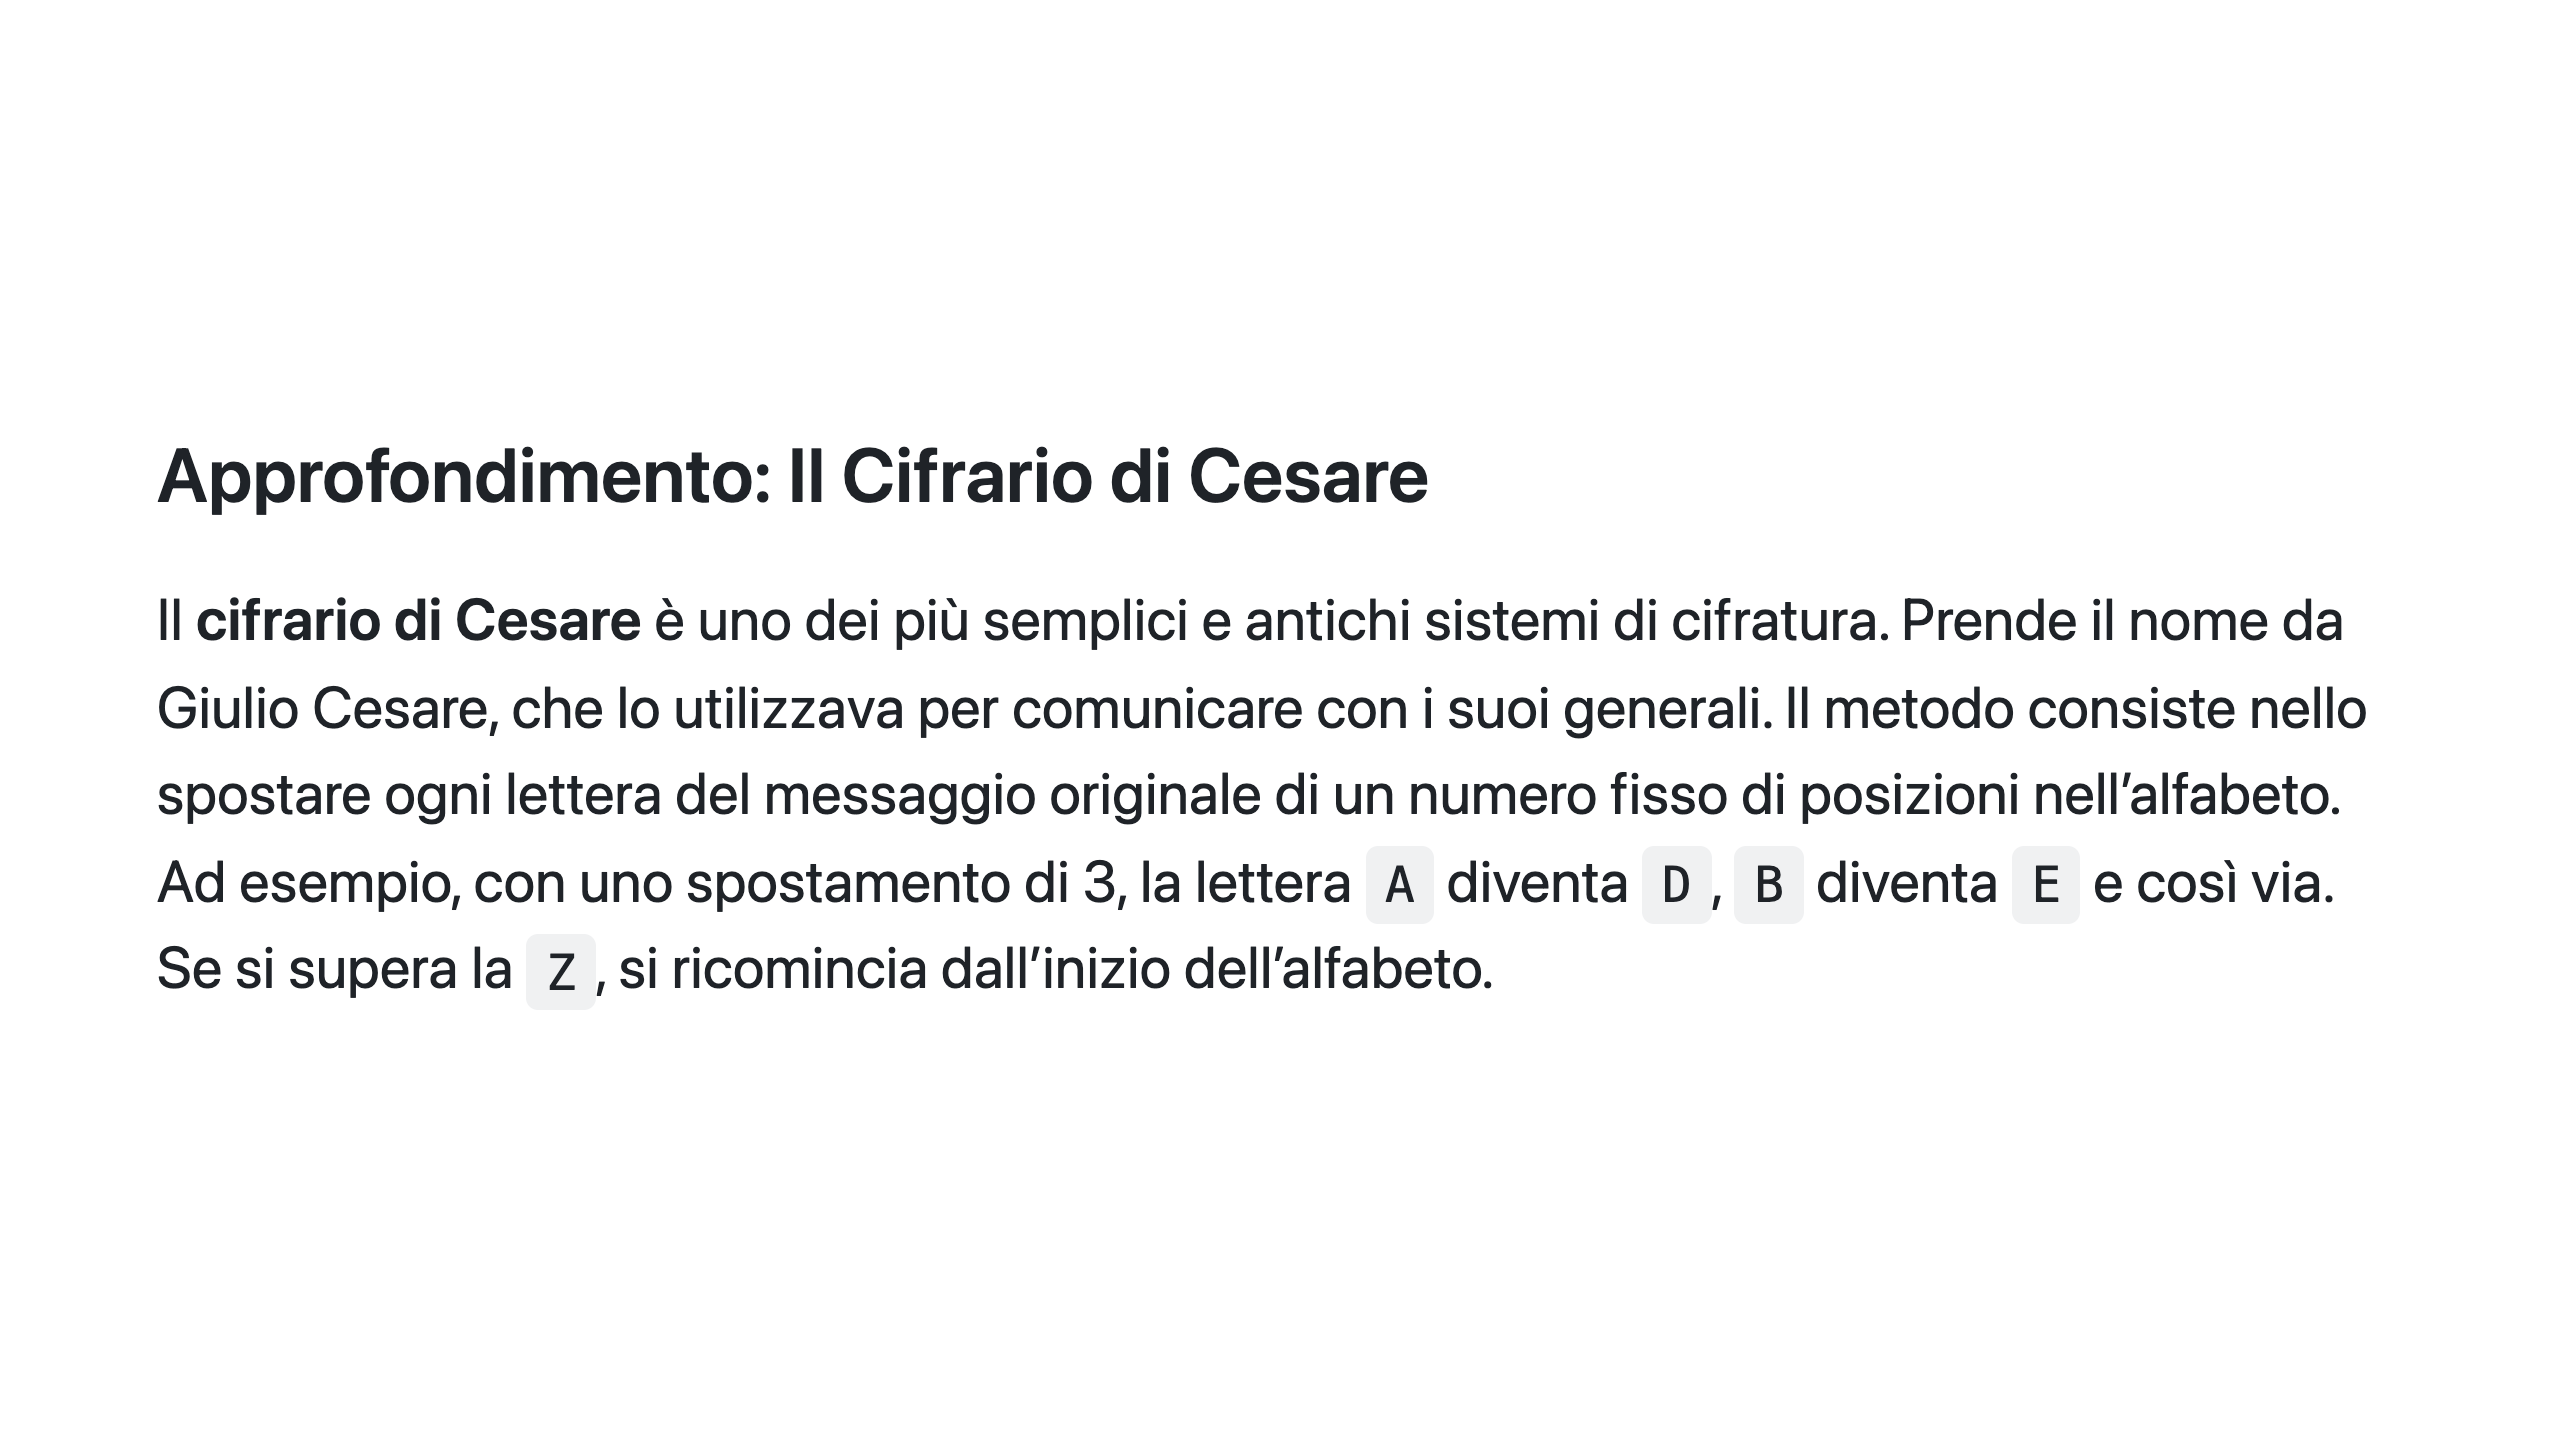 Approfondimento: Il Cifrario di Cesare
Il cifrario di Cesare è uno dei più semplici e antichi sistemi di cifratura. Prende il nome da
Giulio Cesare, che lo utilizzava per comunicare con i suoi generali. Il metodo consiste nello
spostare ogni lettera del messaggio originale di un numero fisso di posizioni nell’alfabeto.
Ad esempio, con uno spostamento di 3, la lettera A diventa D, B diventa E e così via.
Se si supera la Z, si ricomincia dall’inizio dell’alfabeto.